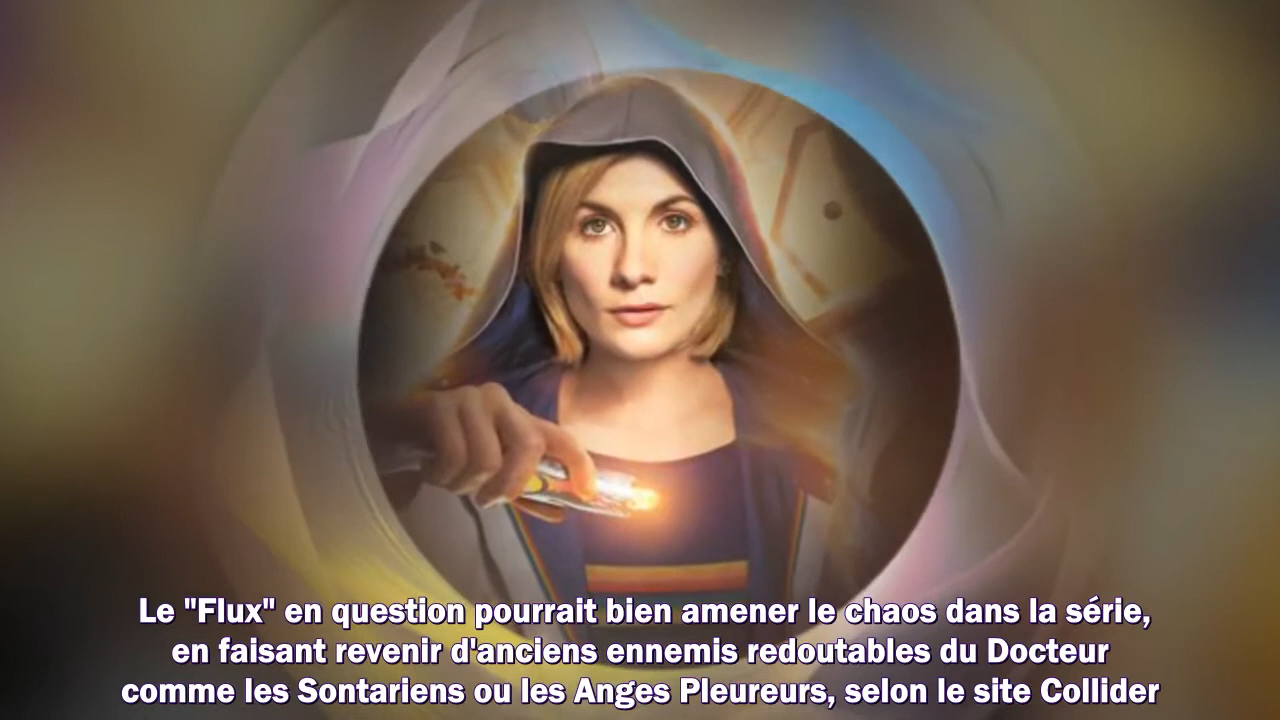 Le "Flux" en question pourrait bien amener le chaos dans la série,
en faisant revenir d'anciens ennemis redoutables du Docteur
comme les Sontariens ou les Anges Pleureurs, selon le site Collider